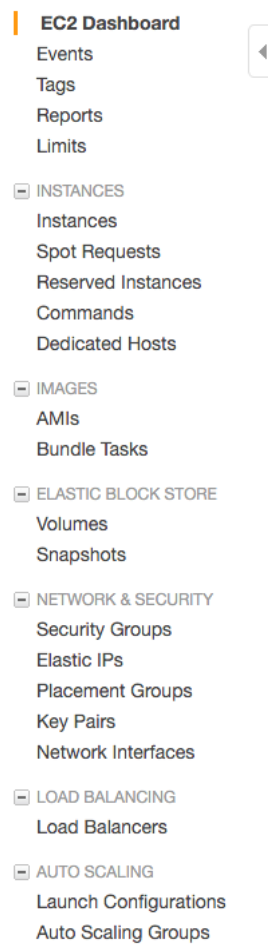 EC2 Dashboard
Events
Tags
Reports
Limits
INSTANCES
Instances
Spot Requests
Reserved Instances
Commands
Dedicated Hosts
IMAGES
AMIs
Bundle Tasks
ELASTIC BLOCK STORE
Volumes
Snapshots
NETWORK & SECURITY
Security Groups
Elastic IPs
Placement Groups
Key Pairs
Network Interfaces
LOAD BALANCING
Load Balancers
AUTO SCALING
Launch Configurations
Auto Scaling Groups